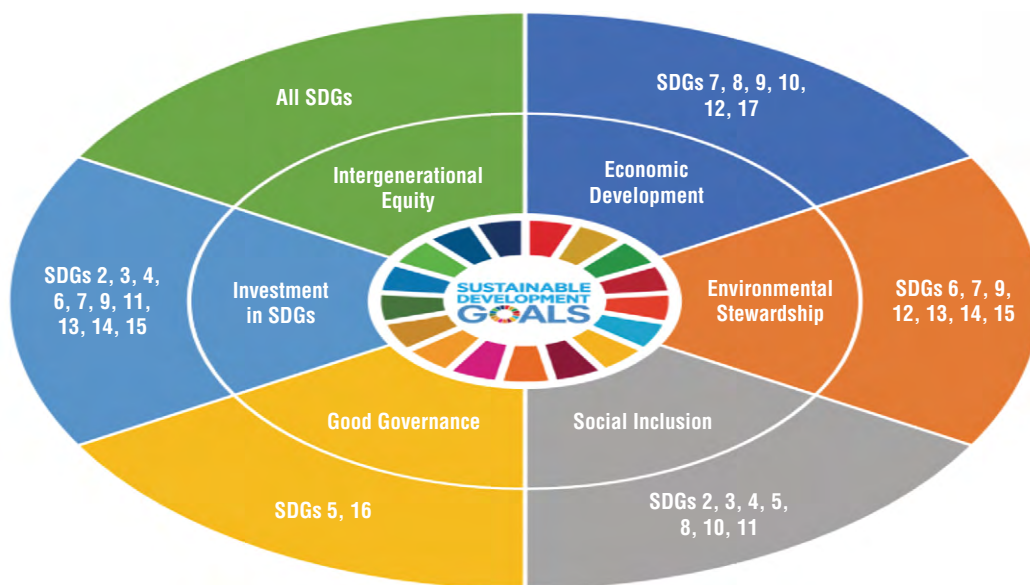 All SDGs
SDGs 7, 8, 9, 10,
12, 17
Intergenerational
Equity
Economic
Development
SDGs 2, 3, 4,
6, 7, 9, 11,
13, 14, 15
Investment
in SDGs
SUSTAINABLE
DEVELOPMENT
GOALS
Environmental
Stewardship
SDGs 6, 7, 9,
12, 13, 14, 15
Good Governance
Social Inclusion
SDGs 5, 16
SDGs 2, 3, 4, 5,
8, 10, 11